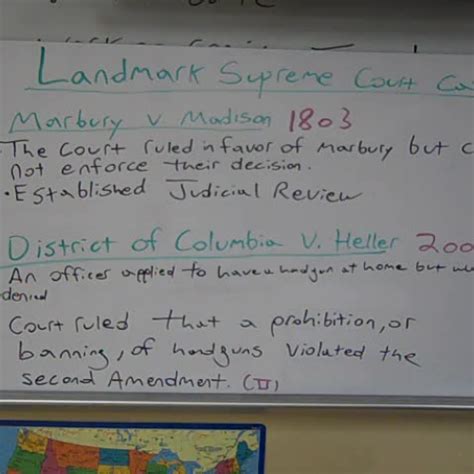 Landmark Supreme Court Ca
Marbury v Madison 1803
· The Court ruled in favor of Marbury but c
not enforce their decision.
· Established Judicial Review
District of Columbia V. Heller 200
An officer applied to have a handgun at home but w
denied
Court ruled that a prohibition, or
banning, of handguns violated the
second Amendment. (II)